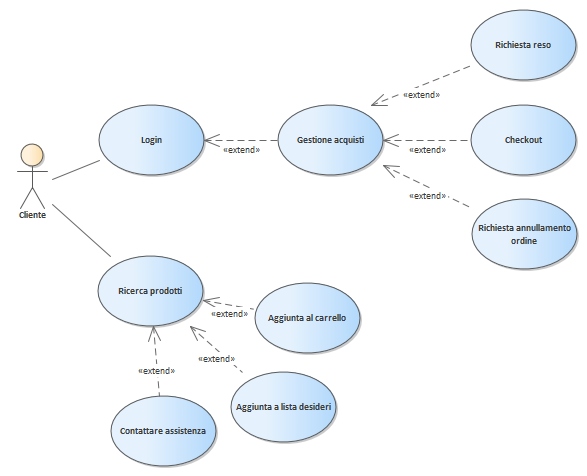 Richiesta reso
«extend»
Login
Gestione acquisti
Checkout
«extend»
«extend»
«extend»
Cliente
Richiesta annullamento
ordine
Ricerca prodotti
«extend»
Aggiunta al carrello
«extend»
«extend»
Aggiunta a lista desideri
Contattare assistenza